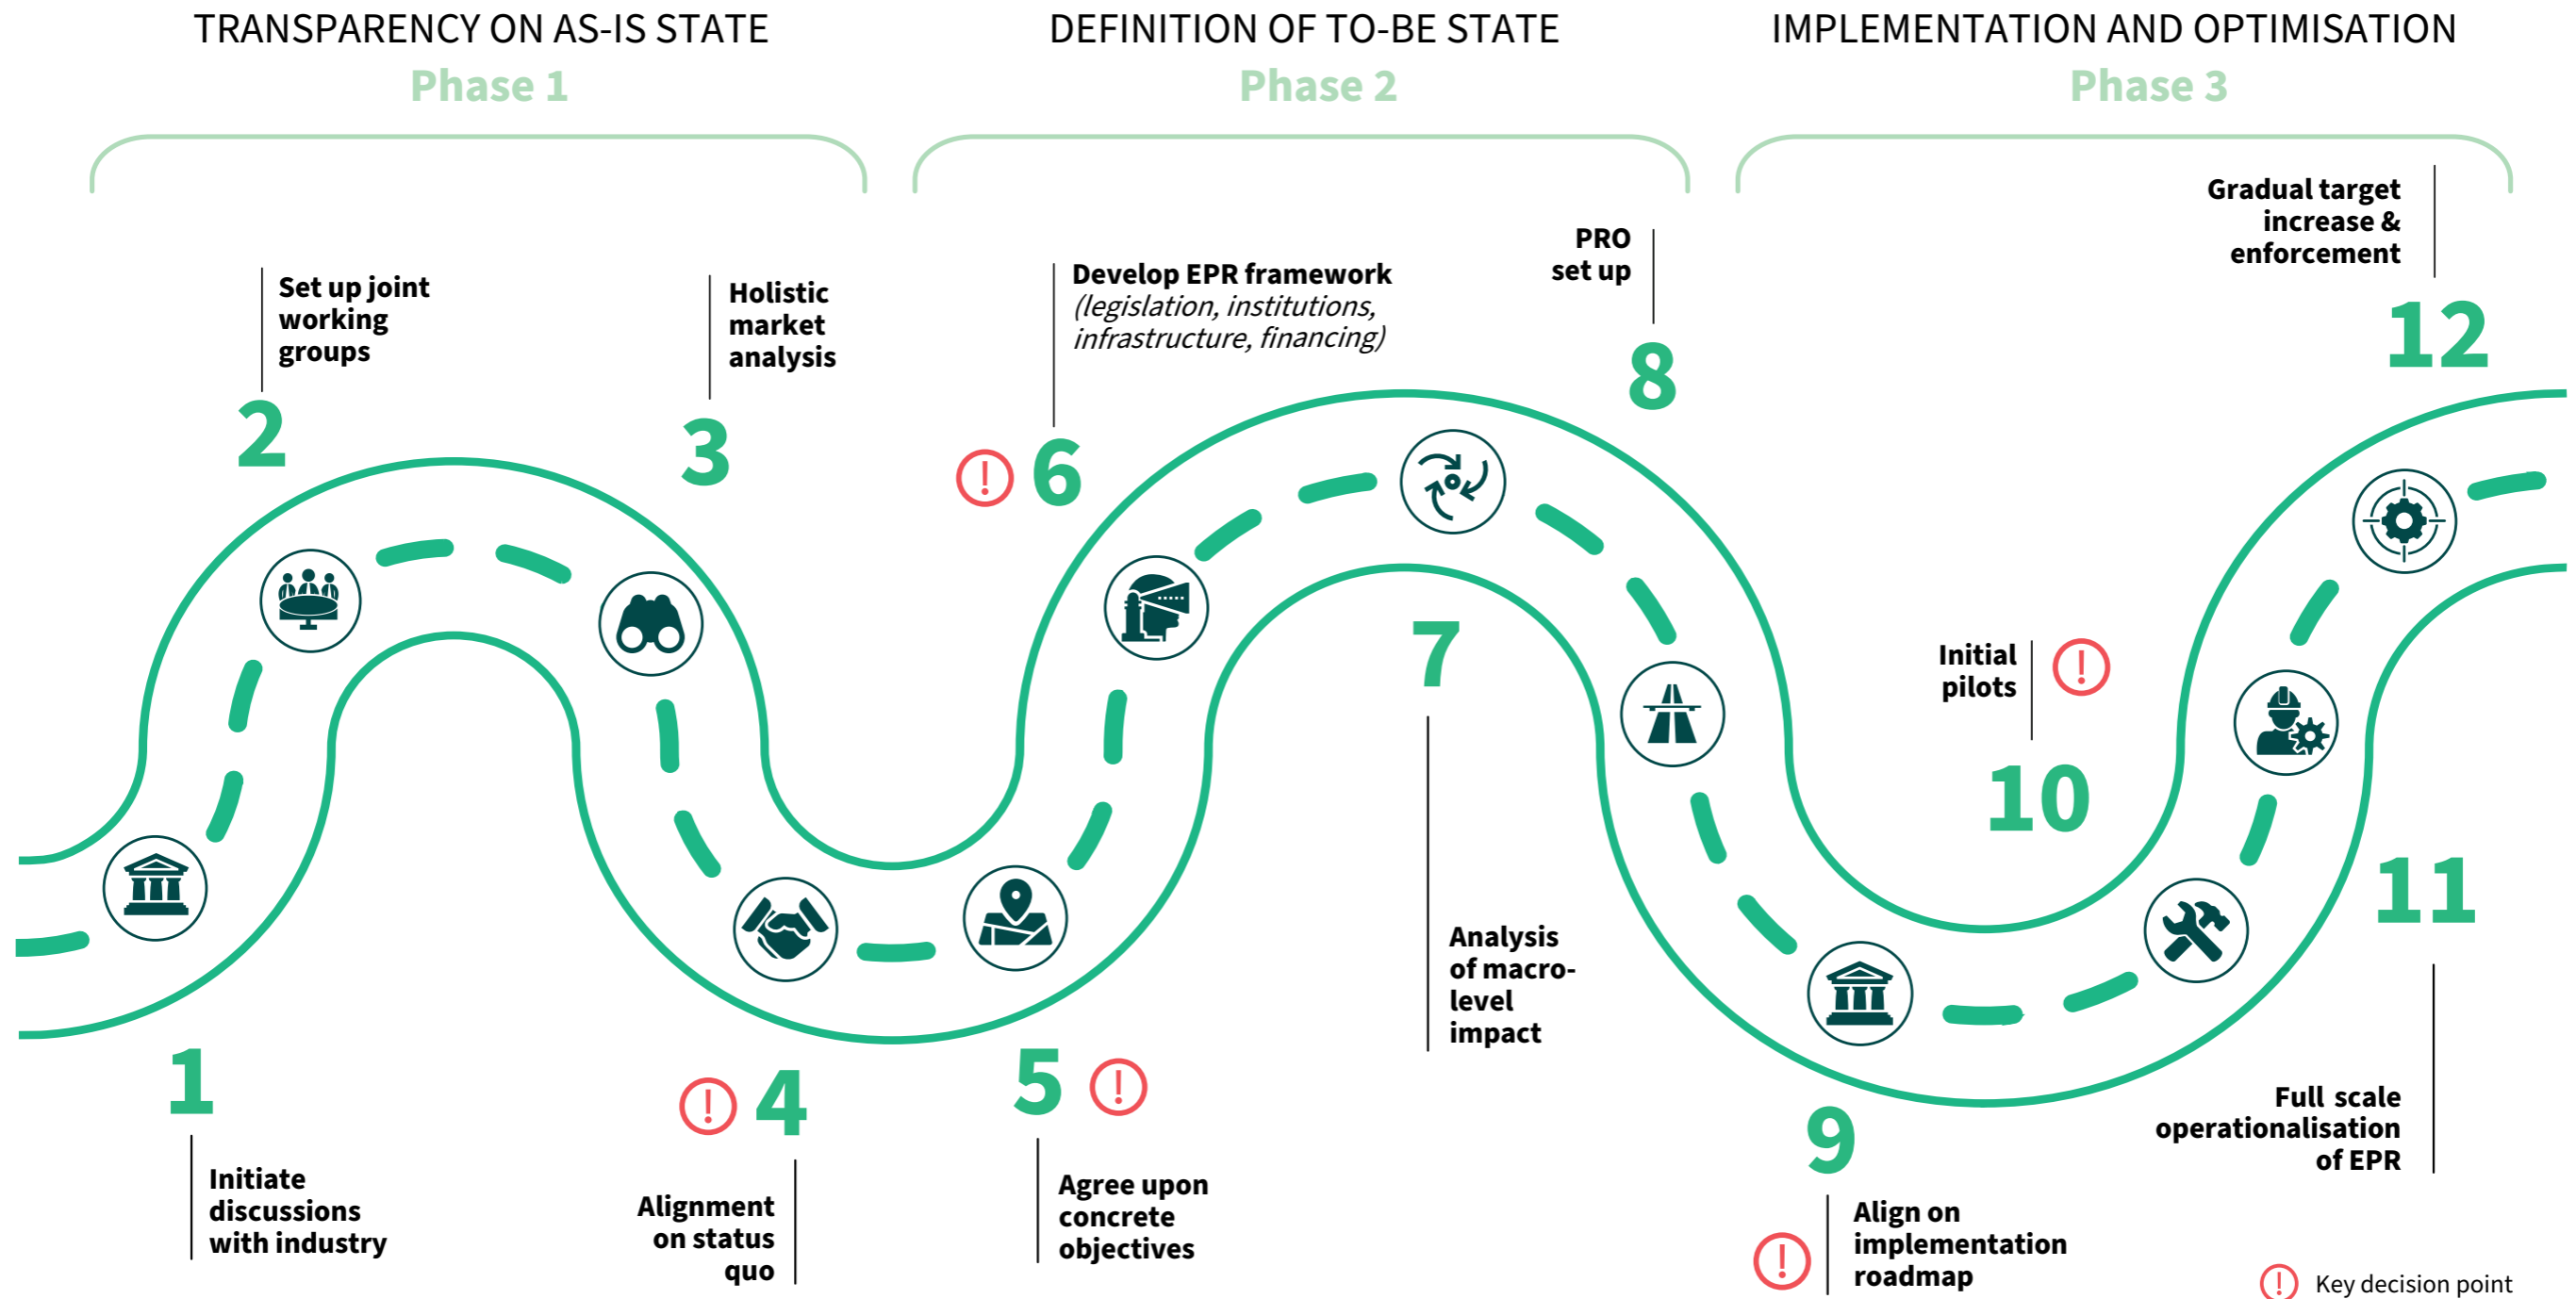 TRANSPARENCY ON AS-IS STATE
Phase 1
DEFINITION OF TO-BE STATE
Phase 2
IMPLEMENTATION AND OPTIMISATION
Phase 3
1
Initiate
discussions
with industry
2
Set up joint
working
groups
3
Holistic
market
analysis
! 4
Alignment
on status
quo
5 !
Agree upon
concrete
objectives
! 6
Develop EPR framework
(legislation, institutions,
infrastructure, financing)
7
Analysis
of macro-
level
impact
PRO
set up
8
9
! Align on
implementation
roadmap
Initial
pilots !
10
11
Full scale
operationalisation
of EPR
Gradual target
increase &
enforcement
12
! Key decision point